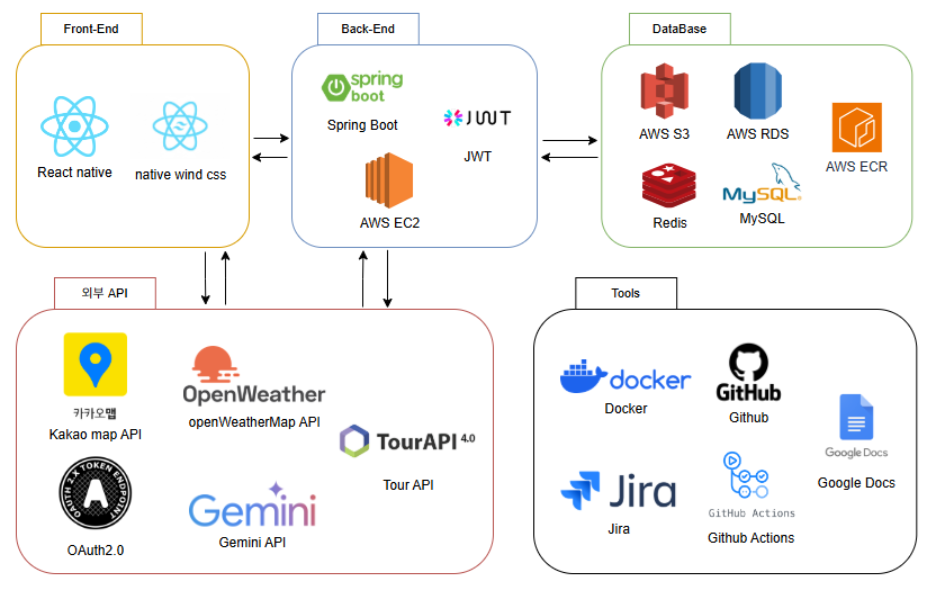 Front-End
Back-End
DataBase
React native
native wind css
spring
boot
Spring Boot
JWT
JWT
AWS EC2
AWS S3
AWS RDS
AWS ECR
Redis
MySQL
MySQL
외부 API
Tools
카카오맵
Kakao map API
OpenWeather
openWeatherMap API
TourAPI 4.0
Tour API
OAUTH 2.X TOKEN ENDPOINT
A
OAuth2.0
Gemini
Gemini API
docker
Docker
GitHub
Github
Google Docs
Google Docs
Jira
Jira
GitHub Actions
Github Actions